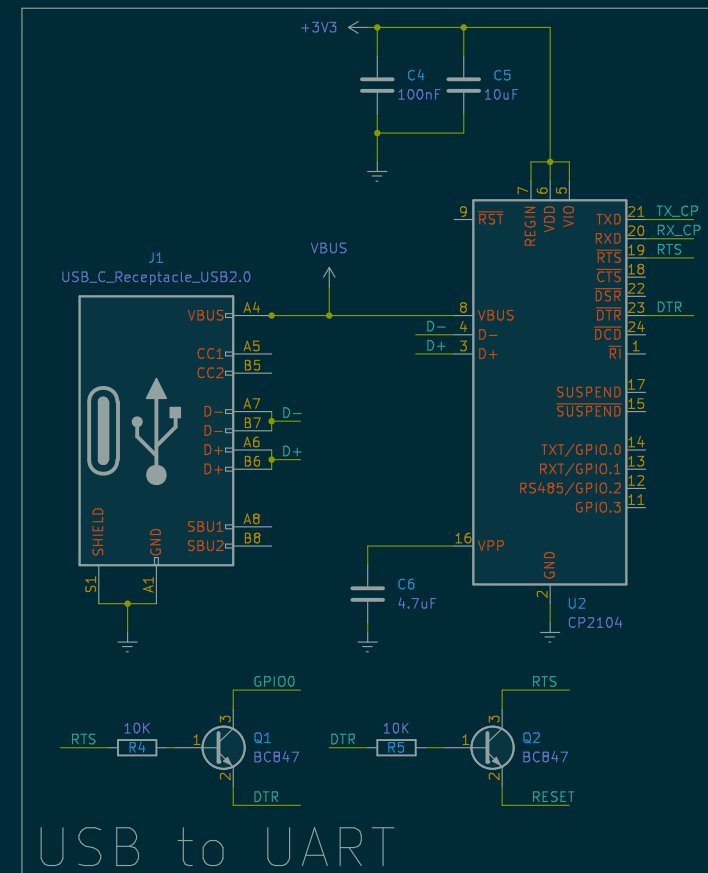 +3V3
C4
100nF
C5
10uF
7
6
5
REGIN
VDD
VIO
9 RST
TXD 21 TX_CP
RXD 20 RX_CP
RTS 19 RTS
CTS 18
DSR 22
DTR 23 DTR
DCD 24
RI 1
SUSPEND 17
SUSPEND 15
TXT/GPIO.0 14
RXT/GPIO.1 13
RS485/GPIO.2 12
GPIO.3 11
8 VBUS
D- 4 D-
D+ 3 D+
16 VPP
GND
2
U2
CP2104
VBUS
J1
USB_C_Receptacle_USB2.0
VBUS A4
CC1 A5
CC2 B5
D- A7 D-
D- B7
D+ A6 D+
D+ B6
SBU1 A8
SBU2 B8
SHIELD
GND
S1
A1
C6
4.7uF
GPIO0
RTS
10K
R4
1
3
2
Q1
BC847
DTR
RTS
DTR
10K
R5
1
3
2
Q2
BC847
RESET
USB to UART